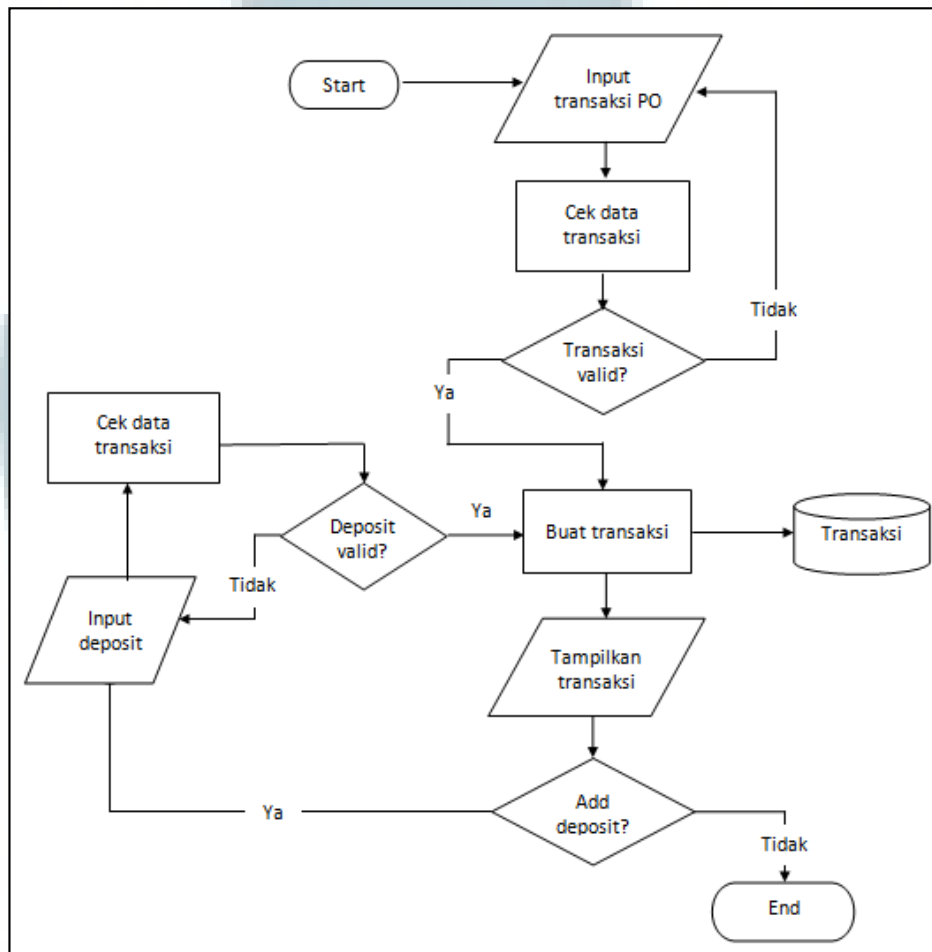 Start
Input
transaksi PO
Cek data
transaksi
Tidak
Transaksi
valid?
Ya
Cek data
transaksi
Deposit
valid?
Ya
Buat transaksi
Transaksi
Tidak
Input
deposit
Tampilkan
transaksi
Ya
Add
deposit?
Tidak
End